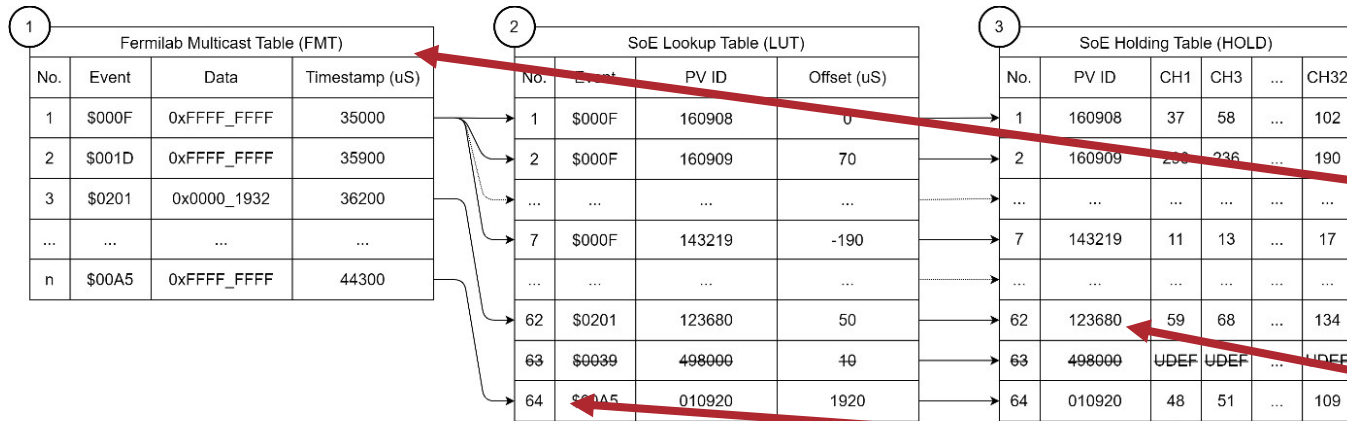 1
Fermilab Multicast Table (FMT)
No. Event Data Timestamp (uS)
1 $000F 0xFFFF_FFFF 35000
2 $001D 0xFFFF_FFFF 35900
3 $0201 0x0000_1932 36200
... ... ... ...
n $00A5 0xFFFF_FFFF 44300
2
SoE Lookup Table (LUT)
No. Event PV ID Offset (uS)
1 $000F 160908 0
2 $000F 160909 70
... ... ... ...
7 $000F 143219 -190
... ... ... ...
62 $0201 123680 50
63 $0039 498000 10
64 $00A5 010920 1920
3
SoE Holding Table (HOLD)
No. PV ID CH1 CH3 ... CH32
1 160908 37 58 ... 102
2 160909 236 ... 190
... ... ... ... ... ...
7 143219 11 13 ... 17
... ... ... ... ... ...
62 123680 59 68 ... 134
63 498000 UDEF UDEF ... UDEF
64 010920 48 51 ... 109